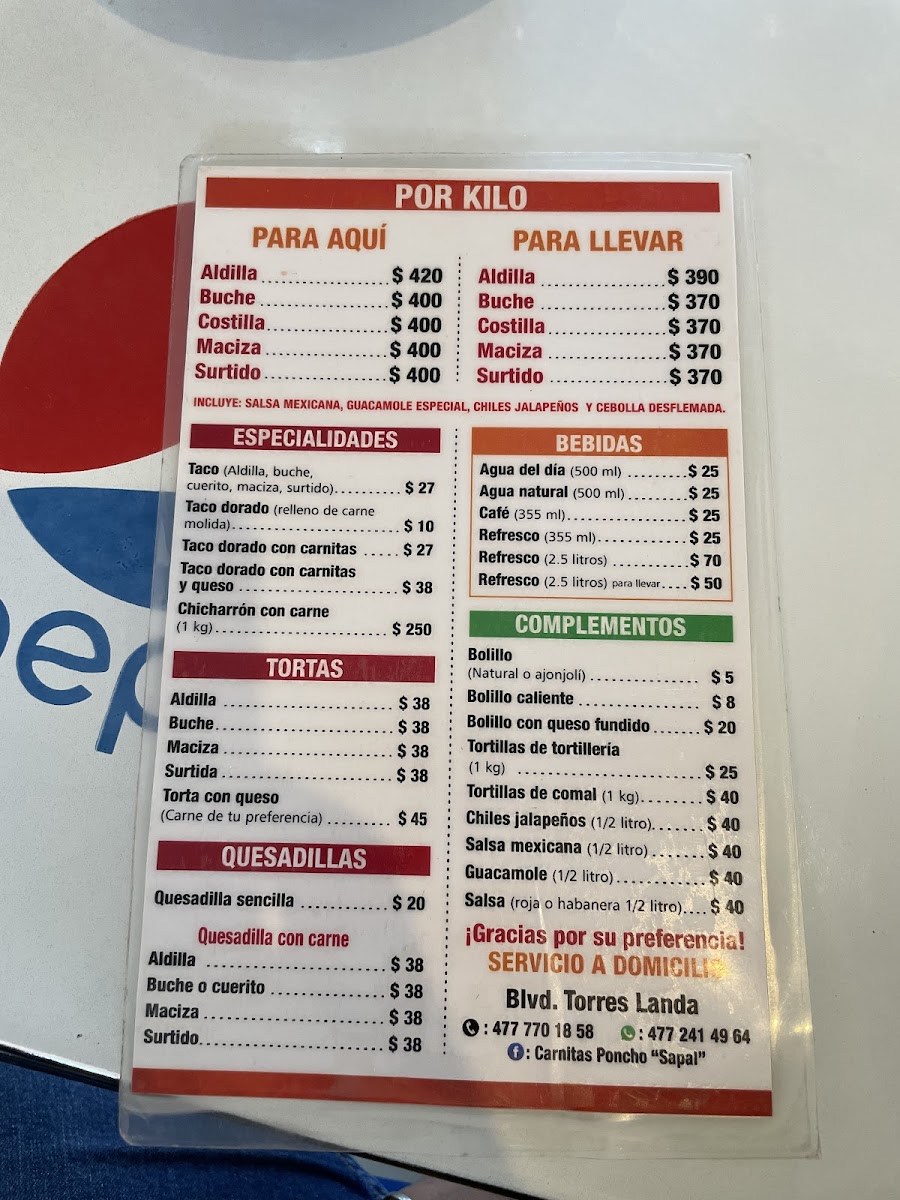 POR KILO
PARA AQUÍ
Aldilla ........ $ 420
Buche ........ $ 400
Costilla ........ $ 400
Maciza ........ $ 400
Surtido ........ $ 400
PARA LLEVAR
Aldilla ........ $ 390
Buche ........ $ 370
Costilla ........ $ 370
Maciza ........ $ 370
Surtido ........ $ 370
INCLUYE: SALSA MEXICANA, GUACAMOLE ESPECIAL, CHILES JALAPEÑOS Y CEBOLLA DESFLEMADA.
ESPECIALIDADES
Taco (Aldilla, buche,
cuerito, maciza, surtido) ........ $ 27
Taco dorado (relleno de carne
molida) ........ $ 10
Taco dorado con carnitas ........ $ 27
Taco dorado con carnitas
y queso ........ $ 38
Chicharrón con carne
(1 kg) ........ $ 250
TORTAS
Aldilla ........ $ 38
Buche ........ $ 38
Maciza ........ $ 38
Surtida ........ $ 38
Torta con queso
(Carne de tu preferencia) ........ $ 45
QUESADILLAS
Quesadilla sencilla ........ $ 20
Quesadilla con carne
Aldilla ........ $ 38
Buche o cuerito ........ $ 38
Maciza ........ $ 38
Surtido ........ $ 38
BEBIDAS
Agua del día (500 ml) ........ $ 25
Agua natural (500 ml) ........ $ 25
Café (355 ml) ........ $ 25
Refresco (355 ml) ........ $ 25
Refresco (2.5 litros) ........ $ 70
Refresco (2.5 litros) para llevar ........ $ 50
COMPLEMENTOS
Bolillo
(Natural o ajonjolí) ........ $ 5
Bolillo caliente ........ $ 8
Bolillo con queso fundido ........ $ 20
Tortillas de tortillería
(1 kg) ........ $ 25
Tortillas de comal (1 kg) ........ $ 40
Chiles jalapeños (1/2 litro) ........ $ 40
Salsa mexicana (1/2 litro) ........ $ 40
Guacamole (1/2 litro) ........ $ 40
Salsa (roja o habanera 1/2 litro) ........ $ 40
¡Gracias por su preferencia!
SERVICIO A DOMICILIO
Blvd. Torres Landa
: 477 770 18 58 : 477 241 49 64
: Carnitas Poncho "Sapal"
pep